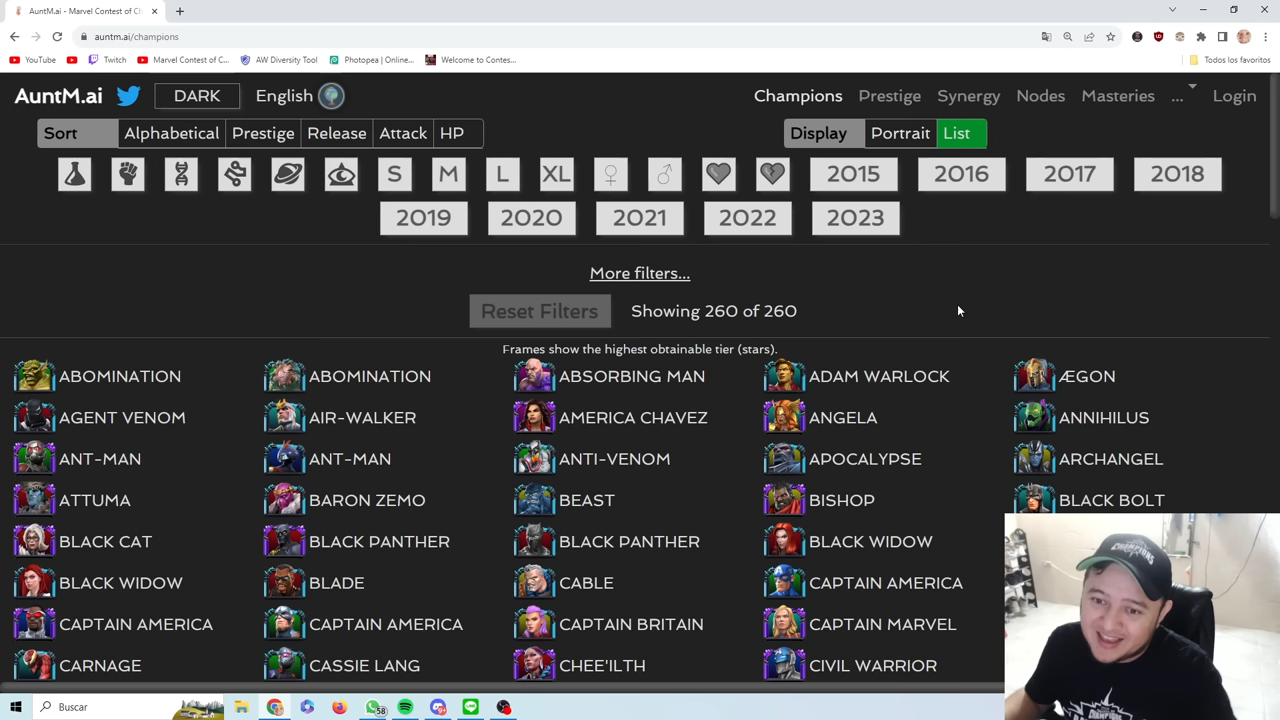 AuntM.ai - Marvel Contest of Ch
auntm.ai/champions
YouTube
Twitch
Marvel Contest of C...
AW Diversity Tool
Photopea | Online...
Welcome to Contes...
Todos los favoritos
AuntM.ai
DARK
English
Champions
Prestige
Synergy
Nodes
Masteries
...
Login
Sort
Alphabetical
Prestige
Release
Attack
HP
Display
Portrait
List
S
M
L
XL
2015
2016
2017
2018
2019
2020
2021
2022
2023
More filters...
Reset Filters
Showing 260 of 260
Frames show the highest obtainable tier (stars).
ABOMINATION
ABOMINATION
ABSORBING MAN
ADAM WARLOCK
ÆGON
AGENT VENOM
AIR-WALKER
AMERICA CHAVEZ
ANGELA
ANNIHILUS
ANT-MAN
ANT-MAN
ANTI-VENOM
APOCALYPSE
ARCHANGEL
ATTUMA
BARON ZEMO
BEAST
BISHOP
BLACK BOLT
BLACK CAT
BLACK PANTHER
BLACK PANTHER
BLACK WIDOW
BLACK WIDOW
BLADE
CABLE
CAPTAIN AMERICA
CAPTAIN AMERICA
CAPTAIN AMERICA
CAPTAIN BRITAIN
CAPTAIN MARVEL
CARNAGE
CASSIE LANG
CHEE'ILTH
CIVIL WARRIOR
Buscar
58